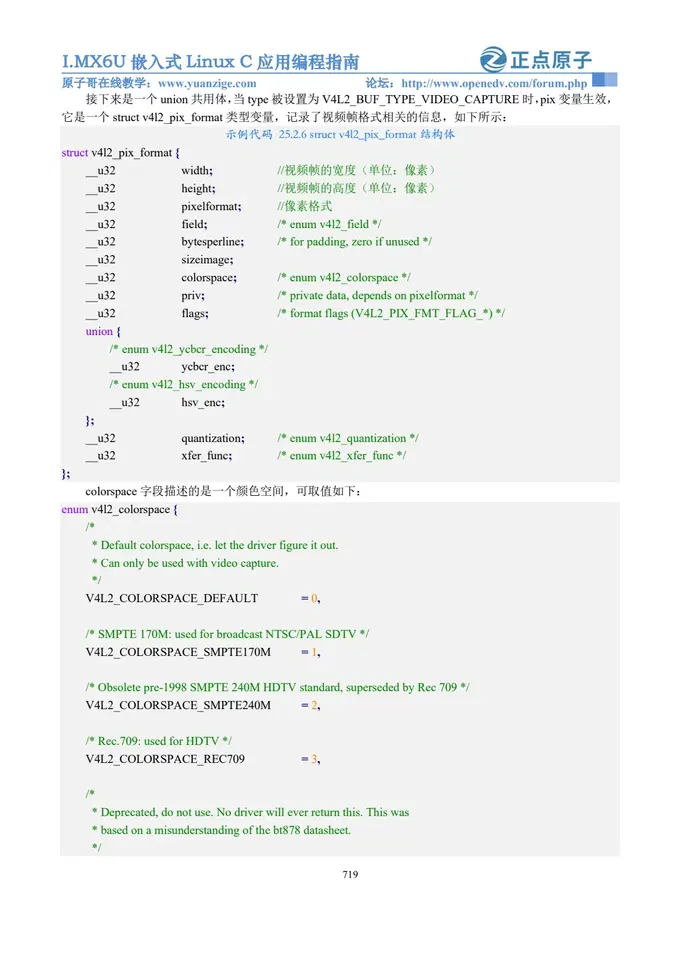 I.MX6U 嵌入式 Linux C 应用编程指南
正点原子
原子哥在线教学：www.yuanzige.com 论坛：http://www.openedv.com/forum.php
接下来是一个 union 共用体，当 type 被设置为 V4L2_BUF_TYPE_VIDEO_CAPTURE 时，pix 变量生效，
它是一个 struct v4l2_pix_format 类型变量，记录了视频帧格式相关的信息，如下所示：
示例代码 25.2.6 struct v4l2_pix_format 结构体
struct v4l2_pix_format {
__u32 width; //视频帧的宽度（单位：像素）
__u32 height; //视频帧的高度（单位：像素）
__u32 pixelformat; //像素格式
__u32 field; /* enum v4l2_field */
__u32 bytesperline; /* for padding, zero if unused */
__u32 sizeimage;
__u32 colorspace; /* enum v4l2_colorspace */
__u32 priv; /* private data, depends on pixelformat */
__u32 flags; /* format flags (V4L2_PIX_FMT_FLAG_*) */
union {
/* enum v4l2_ycbcr_encoding */
__u32 ycbcr_enc;
/* enum v4l2_hsv_encoding */
__u32 hsv_enc;
};
__u32 quantization; /* enum v4l2_quantization */
__u32 xfer_func; /* enum v4l2_xfer_func */
};
colorspace 字段描述的是一个颜色空间，可取值如下：
enum v4l2_colorspace {
/*
* Default colorspace, i.e. let the driver figure it out.
* Can only be used with video capture.
*/
V4L2_COLORSPACE_DEFAULT = 0,
/* SMPTE 170M: used for broadcast NTSC/PAL SDTV */
V4L2_COLORSPACE_SMPTE170M = 1,
/* Obsolete pre-1998 SMPTE 240M HDTV standard, superseded by Rec 709 */
V4L2_COLORSPACE_SMPTE240M = 2,
/* Rec.709: used for HDTV */
V4L2_COLORSPACE_REC709 = 3,
/*
* Deprecated, do not use. No driver will ever return this. This was
* based on a misunderstanding of the bt878 datasheet.
*/
719